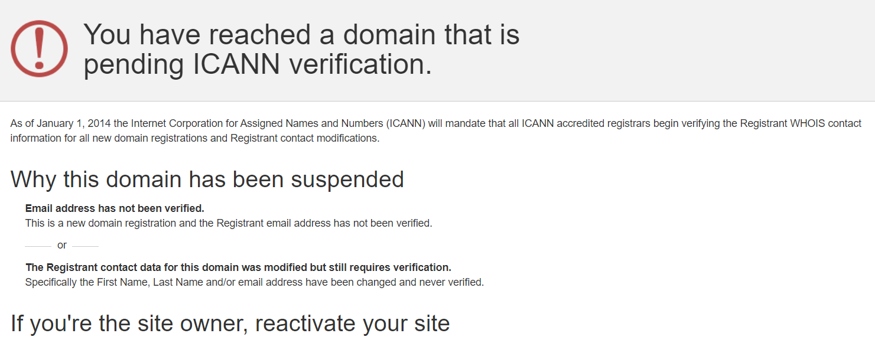 You have reached a domain that is
pending ICANN verification.
As of January 1, 2014 the Internet Corporation for Assigned Names and Numbers (ICANN) will mandate that all ICANN accredited registrars begin verifying the Registrant WHOIS contact
information for all new domain registrations and Registrant contact modifications.
Why this domain has been suspended
Email address has not been verified.
This is a new domain registration and the Registrant email address has not been verified.
or
The Registrant contact data for this domain was modified but still requires verification.
Specifically the First Name, Last Name and/or email address have been changed and never verified.
If you're the site owner, reactivate your site